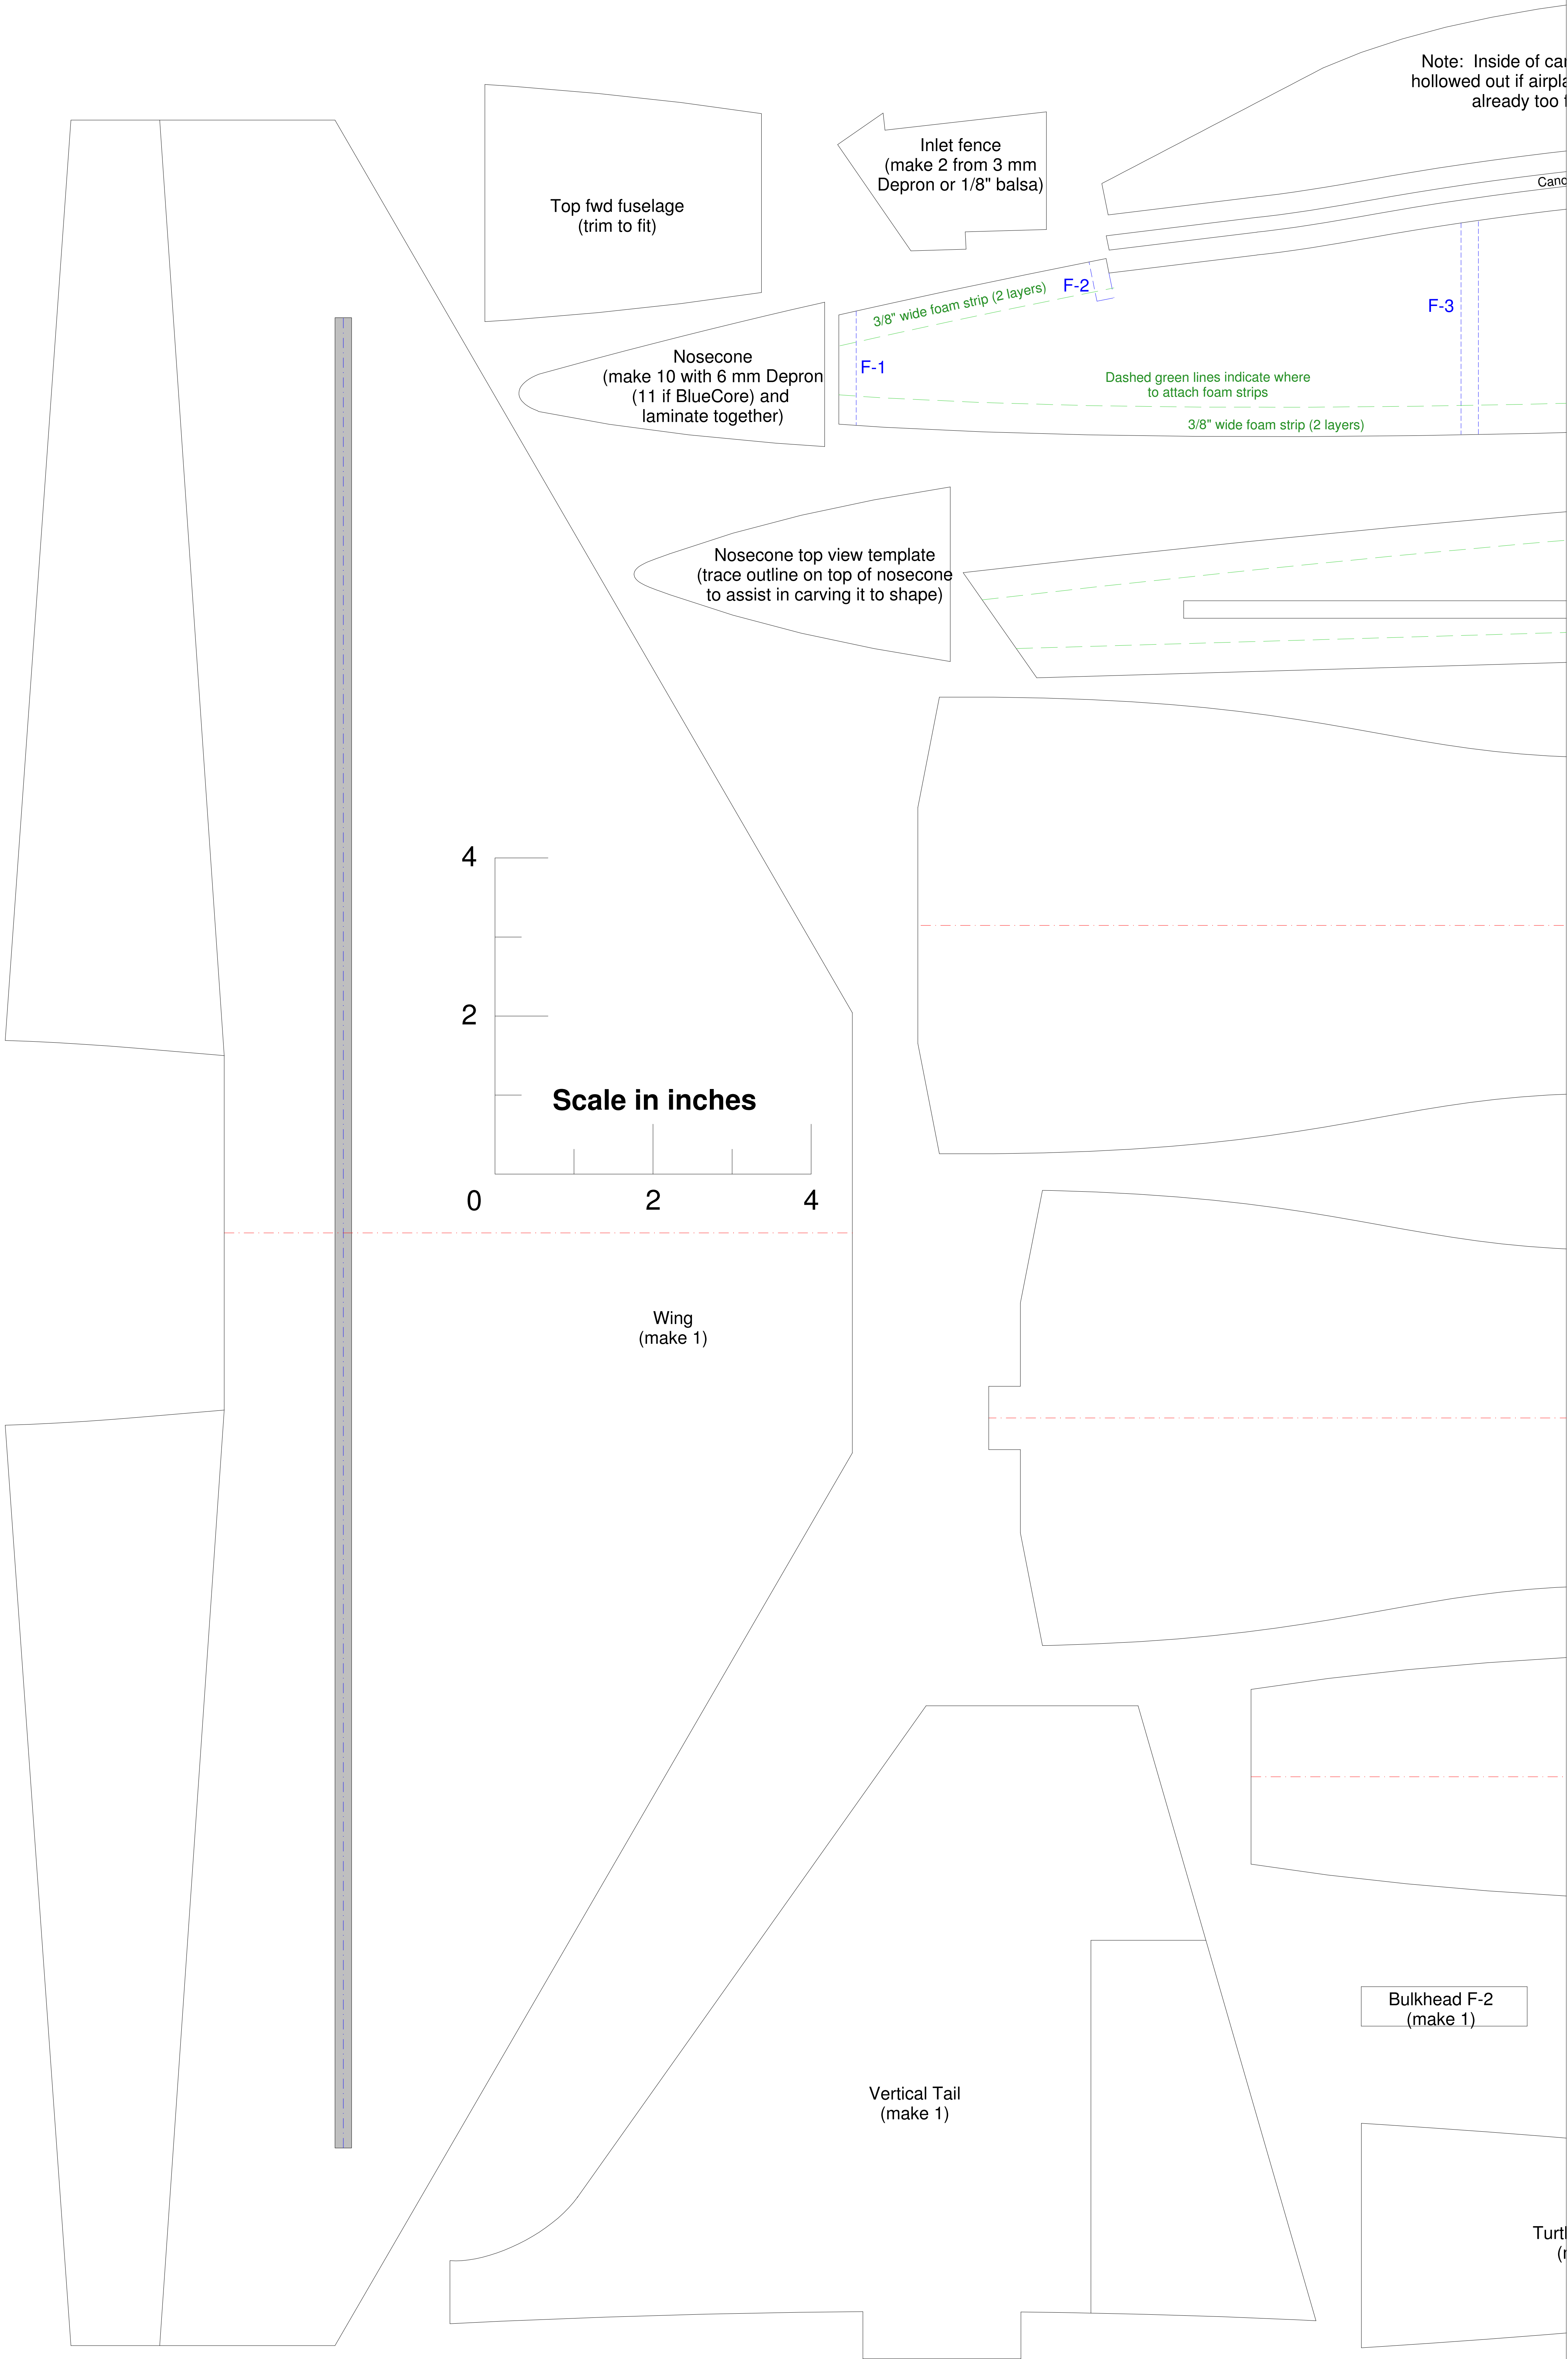 Note: Inside of
hollowed out if
already too
Top fwd fuselage
(trim to fit)
Inlet fence
(make 2 from 3 mm
Depron or 1/8" balsa)
3/8" wide foam strip (2 layers)
F-2
F-3
F-1
Nosecone
(make 10 with 6 mm Depron
(11 if BlueCore) and
laminate together)
Dashed green lines indicate where
to attach foam strips
3/8" wide foam strip (2 layers)
Nosecone top view template
(trace outline on top of nosecone
to assist in carving it to shape)
4
2
Scale in inches
0
2
4
Wing
(make 1)
Bulkhead F-2
(make 1)
Vertical Tail
(make 1)